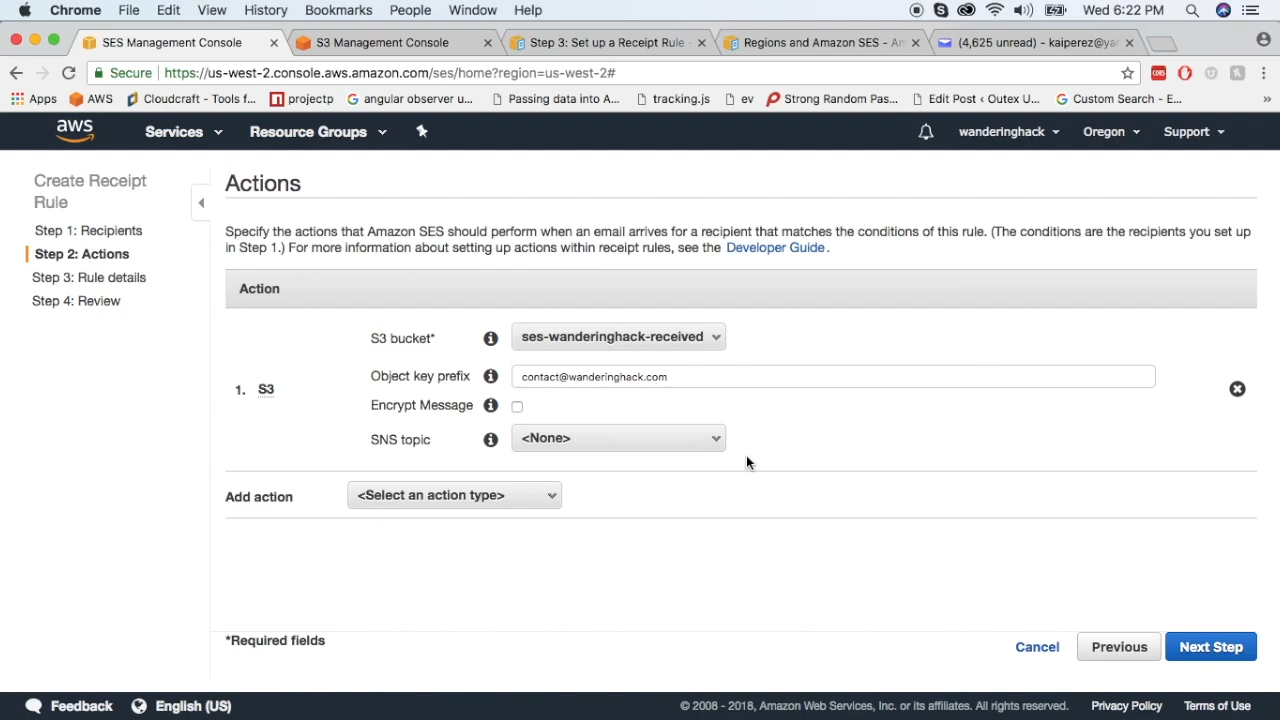 Chrome File Edit View History Bookmarks People Window Help Wed 6:22 PM
SES Management Console S3 Management Console Step 3: Set up a Receipt Rule - Regions and Amazon SES - Am (4,625 unread) - kaiperez@ya
Secure https://us-west-2.console.aws.amazon.com/ses/home?region=us-west-2#
Apps AWS Cloudcraft - Tools f... projectp angular observer u... Passing data into A... tracking.js ev Strong Random Pas... Edit Post ‹ Outex U... Custom Search - E... »
aws Services Resource Groups wanderinghack Oregon Support
Create Receipt
Rule
Step 1: Recipients
Step 2: Actions
Step 3: Rule details
Step 4: Review
Actions
Specify the actions that Amazon SES should perform when an email arrives for a recipient that matches the conditions of this rule. (The conditions are the recipients you set up
in Step 1.) For more information about setting up actions within receipt rules, see the Developer Guide.
Action
1. S3
S3 bucket* ses-wanderinghack-received
Object key prefix contact@wanderinghack.com
Encrypt Message
SNS topic <None>
Add action <Select an action type>
*Required fields
Cancel Previous Next Step
Feedback English (US) © 2008 - 2018, Amazon Web Services, Inc. or its affiliates. All rights reserved. Privacy Policy Terms of Use